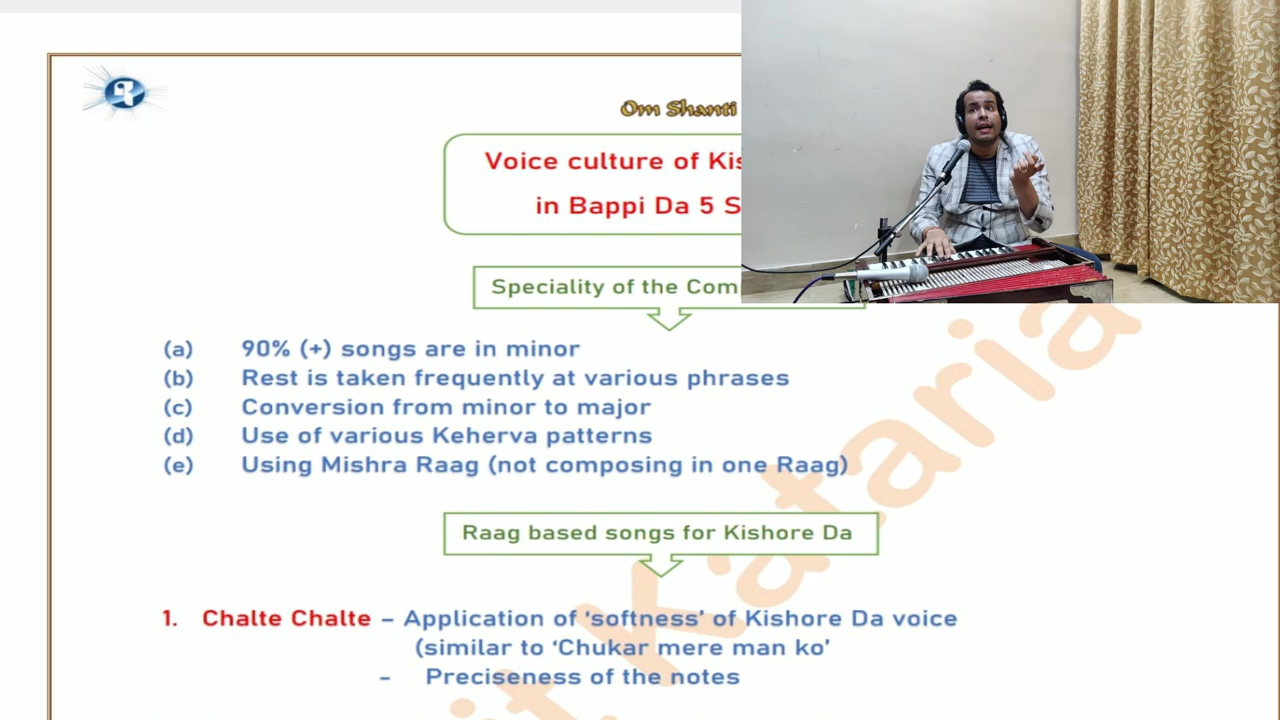 Om Shanti
Voice culture of Kis
in Bappi Da 5 S
Speciality of the Com
(a) 90% (+) songs are in minor
(b) Rest is taken frequently at various phrases
(c) Conversion from minor to major
(d) Use of various Keherva patterns
(e) Using Mishra Raag (not composing in one Raag)
Raag based songs for Kishore Da
1. Chalte Chalte – Application of ‘softness’ of Kishore Da voice
(similar to ‘Chukar mere man ko’
- Preciseness of the notes
Kataria